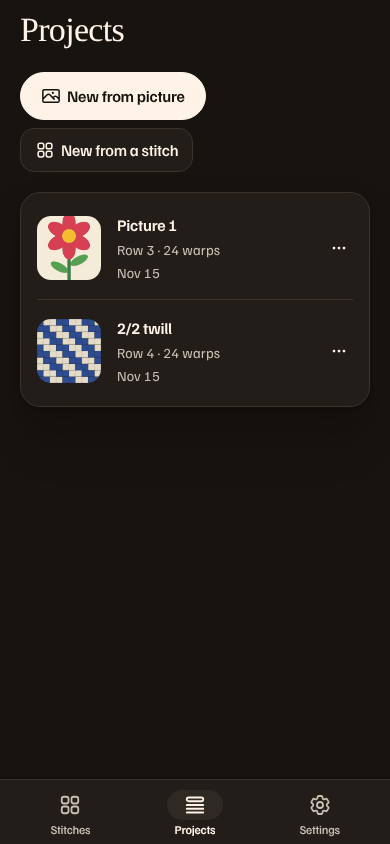 Projects
New from picture
New from a stitch
Picture 1
Row 3 · 24 warps
Nov 15
2/2 twill
Row 4 · 24 warps
Nov 15
Stitches
Projects
Settings